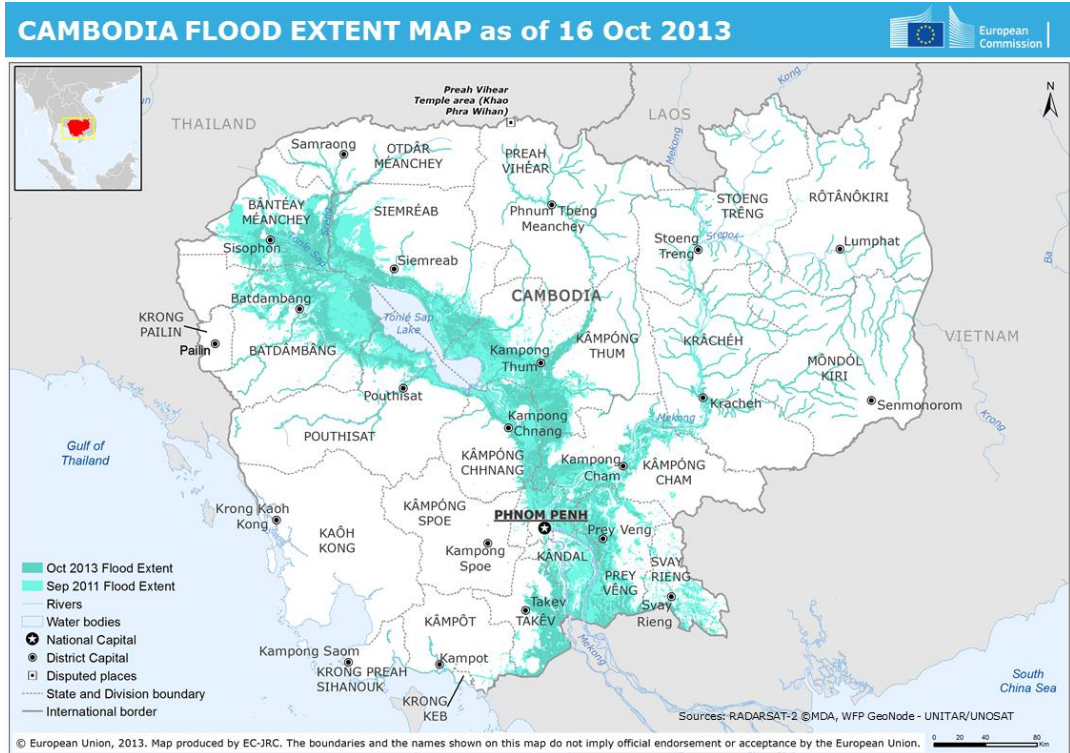 CAMBODIA FLOOD EXTENT MAP as of 16 Oct 2013
European
Commission
Preah Vihear
Temple area (Khao
Phra Wihan)
N
THAILAND
LAOS
Kong
Mekong
Samraong
OTDÂR
MÉANCHEY
PREAH
VIHÉAR
BÂNTÉAY
MÉANCHEY
SIEMRÉAB
Phnum Tbeng
Meanchey
STOENG
TRÊNG
RÔTÂNÔKIRI
Sreng
Sisophon
Tonle Sap
Siemreab
Stoeng
Treng
Srepok
Lumphat
Ba
Batdambang
CAMBODIA
Tonlé Sap
Lake
KRONG
PAILIN
Pailin
BATDÂMBÂNG
Kampong
Thum
KÂMPÓNG
THUM
KRÂCHÉH
VIETNAM
MÔNDÓL
KIRI
Pouthisat
Kracheh
Senmonorom
Mekong
Krong
POUTHISAT
Kampong
Chnang
Gulf of
Thailand
KÂMPÓNG
CHHNANG
Kampong
Cham
KÂMPÓNG
CHAM
Krong Kaoh
Kong
KAÔH
KONG
KÂMPÓNG
SPOE
PHNOM PENH
Prey Veng
Kampong
Spoe
KÂNDAL
PREY
VÊNG
SVAY
RIENG
Svay
Rieng
Takev
TAKÊV
KÂMPÔT
Mekong
Kampong Saom
KRONG PREAH
SIHANOUK
Kampot
KRONG
KEB
South
China Sea
Oct 2013 Flood Extent
Sep 2011 Flood Extent
Rivers
Water bodies
National Capital
District Capital
Disputed places
State and Division boundary
International border
Sources: RADARSAT-2 ©MDA, WFP GeoNode - UNITAR/UNOSAT
© European Union, 2013. Map produced by EC-JRC. The boundaries and the names shown on this map do not imply official endorsement or acceptance by the European Union.
0 20 40 80
Km